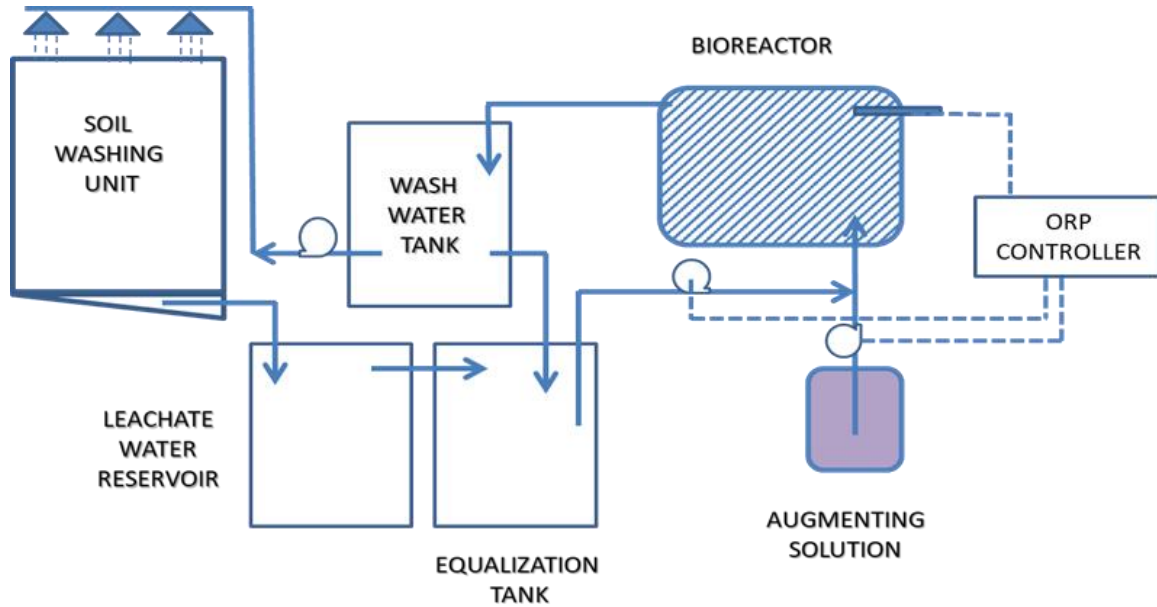 BIOREACTOR
SOIL
WASHING
UNIT
WASH
WATER
TANK
ORP
CONTROLLER
LEACHATE
WATER
RESERVOIR
AUGMENTING
SOLUTION
EQUALIZATION
TANK